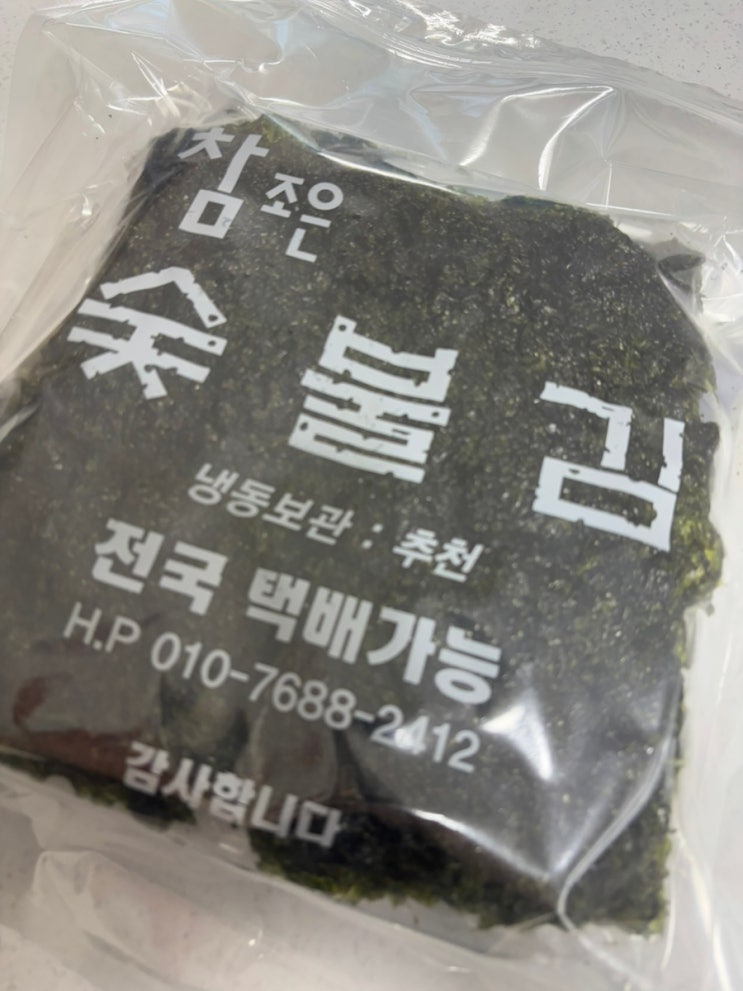 참 조은
숯 불 김
냉동보관 : 추천
전국 택배가능
H.P 010-7688-2412
감사합니다